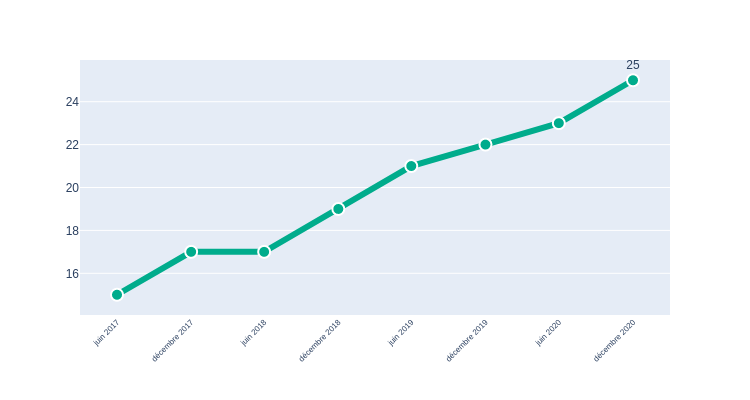 25
24
22
20
18
16
juin 2017
décembre 2017
juin 2018
décembre 2018
juin 2019
décembre 2019
juin 2020
décembre 2020